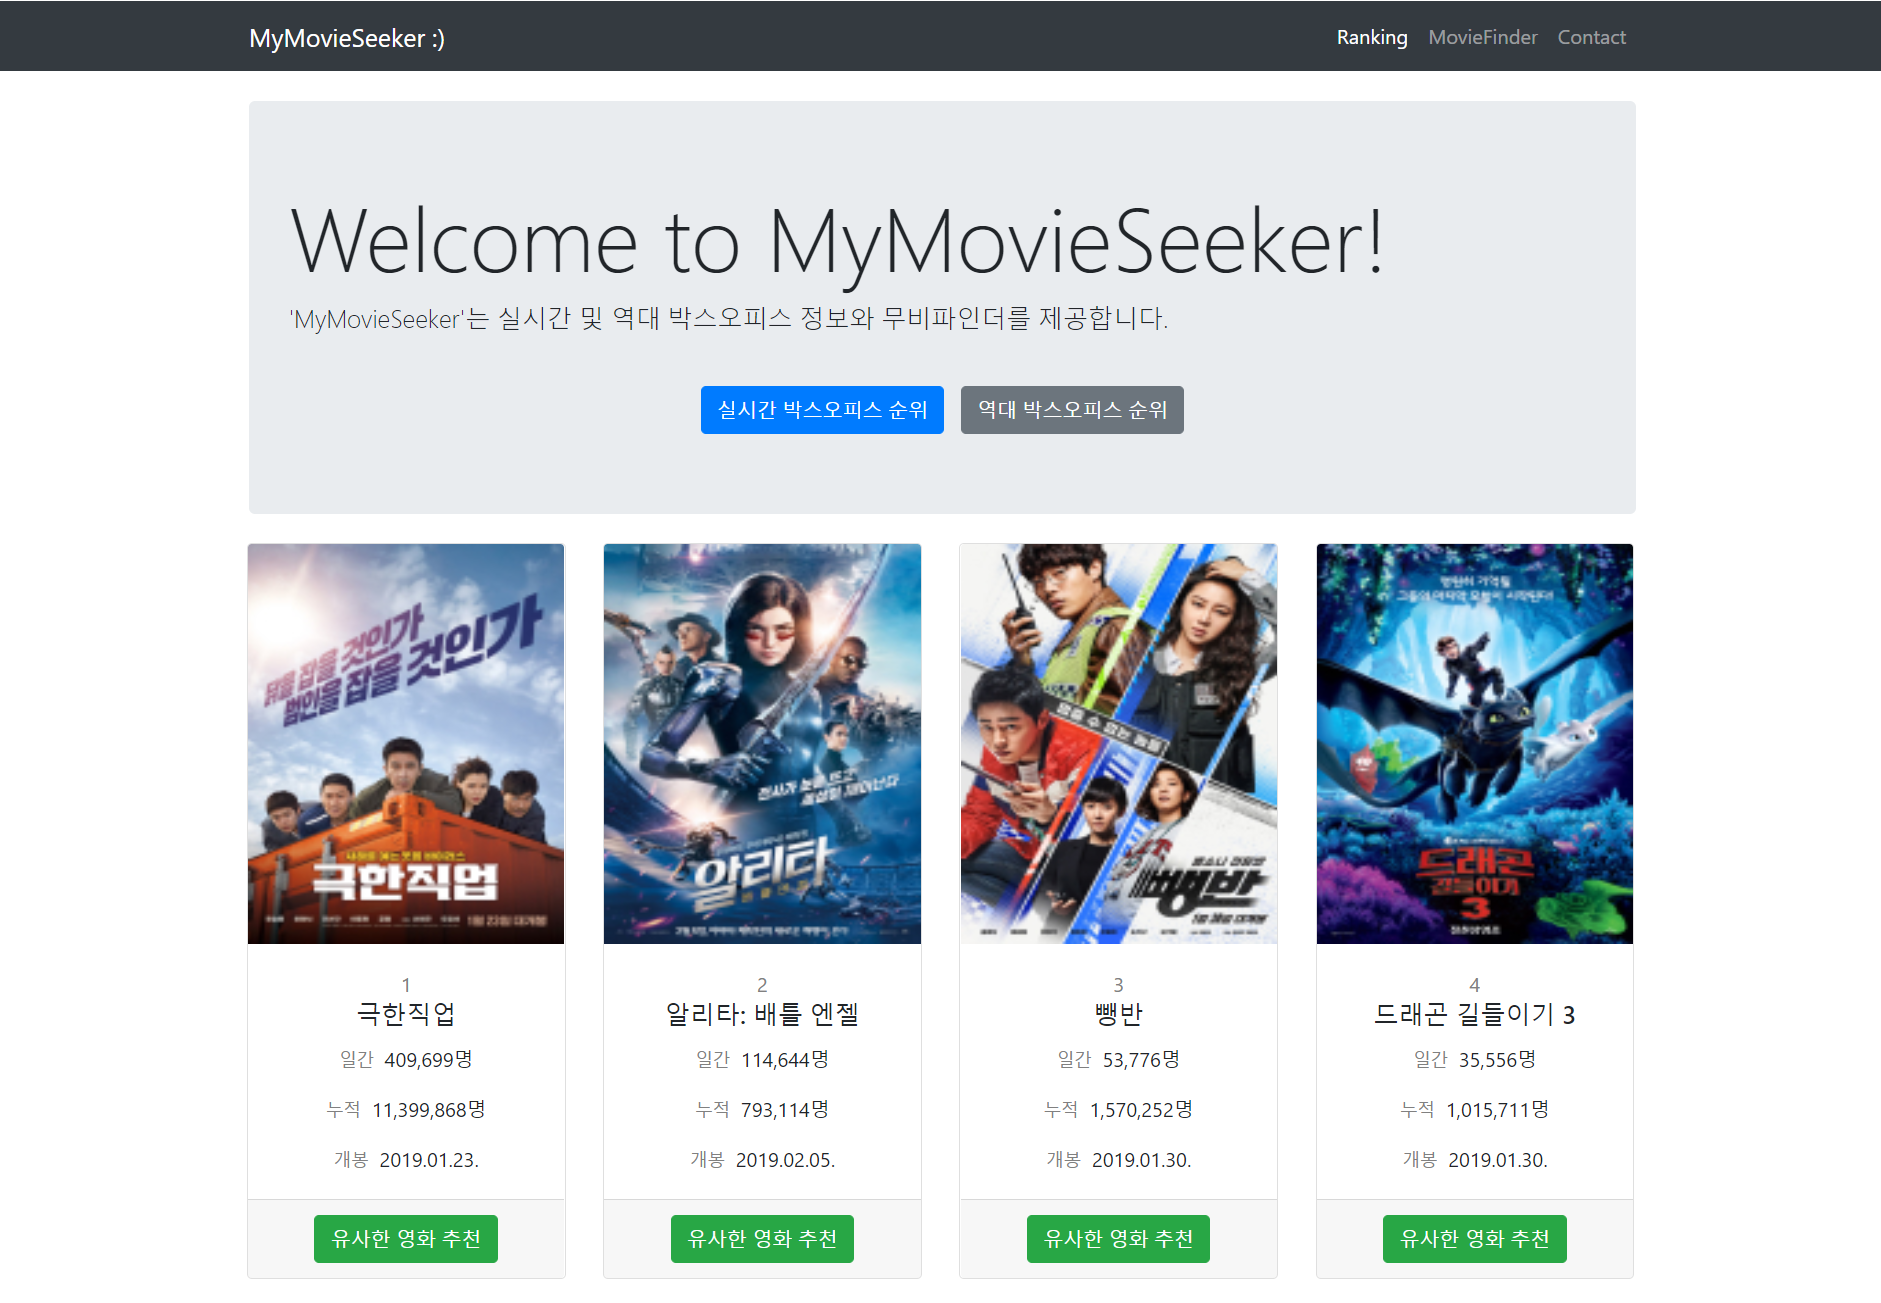 MyMovieSeeker :)
Ranking MovieFinder Contact
Welcome to MyMovieSeeker!
'MyMovieSeeker'는 실시간 및 역대 박스오피스 정보와 무비파인더를 제공합니다.
실시간 박스오피스 순위 역대 박스오피스 순위
닭을 잡을 것인가
범인을 잡을 것인가
극한직업
1월 23일 대개봉
알리타
뺑반
드래곤
길들이기
3
1
극한직업
일간 409,699명
누적 11,399,868명
개봉 2019.01.23.
유사한 영화 추천
2
알리타: 배틀 엔젤
일간 114,644명
누적 793,114명
개봉 2019.02.05.
유사한 영화 추천
3
뺑반
일간 53,776명
누적 1,570,252명
개봉 2019.01.30.
유사한 영화 추천
4
드래곤 길들이기 3
일간 35,556명
누적 1,015,711명
개봉 2019.01.30.
유사한 영화 추천